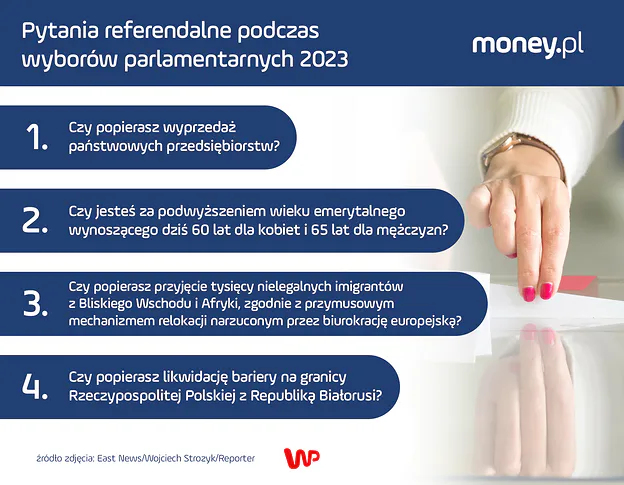 Pytania referendalne podczas
wyborów parlamentarnych 2023
money.pl
1.
Czy popierasz wyprzedaż
państwowych przedsiębiorstw?
2.
Czy jesteś za podwyższeniem wieku emerytalnego
wynoszącego dziś 60 lat dla kobiet i 65 lat dla mężczyzn?
3.
Czy popierasz przyjęcie tysięcy nielegalnych imigrantów
z Bliskiego Wschodu i Afryki, zgodnie z przymusowym
mechanizmem relokacji narzuconym przez biurokrację europejską?
4.
Czy popierasz likwidację bariery na granicy
Rzeczypospolitej Polskiej z Republiką Białorusi?
źródło zdjęcia: East News/Wojciech Strozyk/Reporter
WP